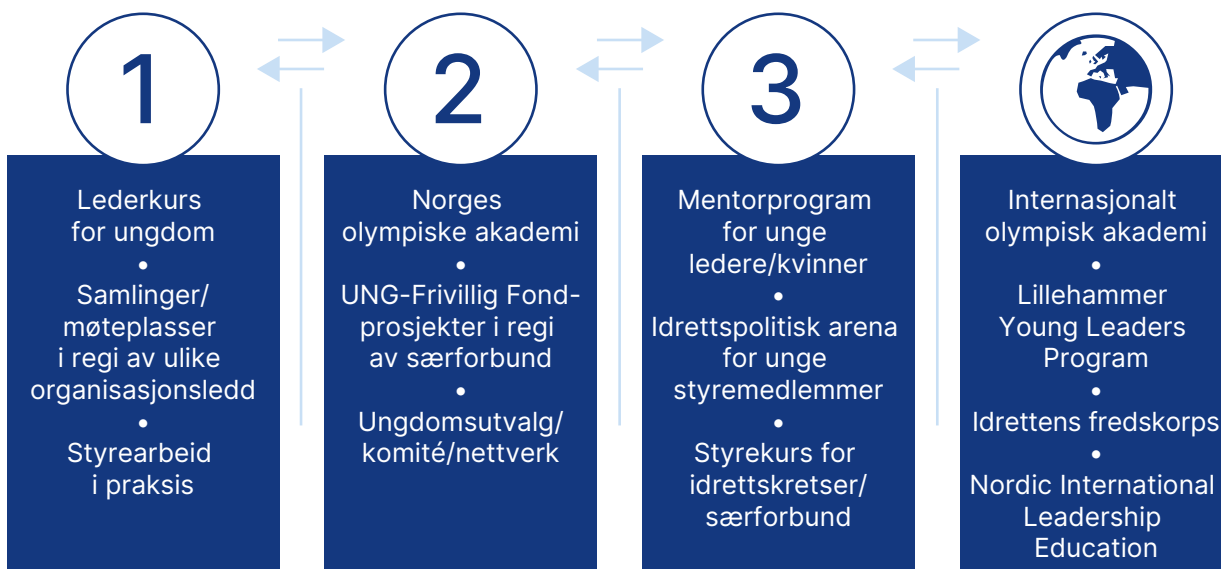 1
Lederkurs
for ungdom
•
Samlinger/
møteplasser
i regi av ulike
organisasjonsledd
•
Styrearbeid
i praksis
2
Norges
olympiske akademi
•
UNG-Frivillig Fond-
prosjekter i regi
av særforbund
•
Ungdomsutvalg/
komité/nettverk
3
Mentorprogram
for unge
ledere/kvinner
•
Idrettspolitisk arena
for unge
styremedlemmer
•
Styrekurs for
idrettskretser/
særforbund
Internasjonalt
olympisk akademi
•
Lillehammer
Young Leaders
Program
•
Idrettens fredskorps
•
Nordic International
Leadership
Education